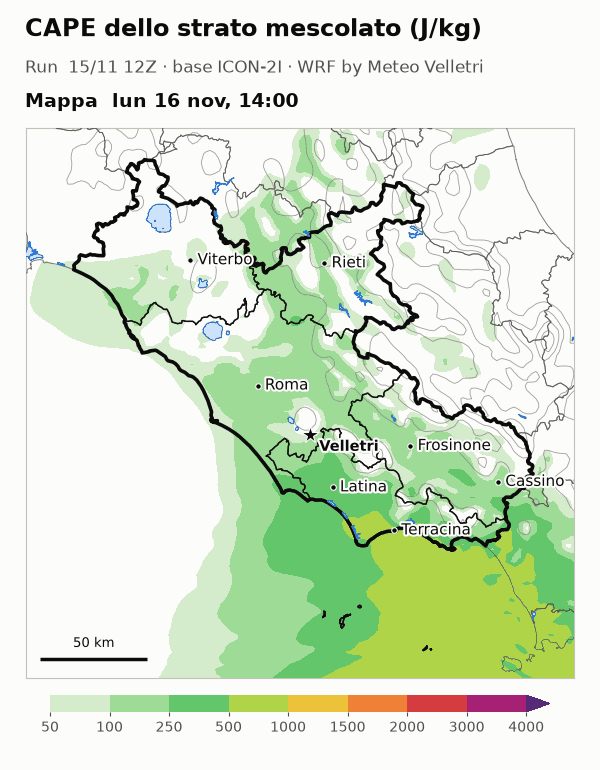 CAPE dello strato mescolato (J/kg)
Run 15/11 12Z · base ICON-2I · WRF by Meteo Velletri
Mappa lun 16 nov, 14:00
Viterbo
Rieti
Roma
Velletri
Frosinone
Latina
Cassino
Terracina
50 km
50 100 250 500 1000 1500 2000 3000 4000